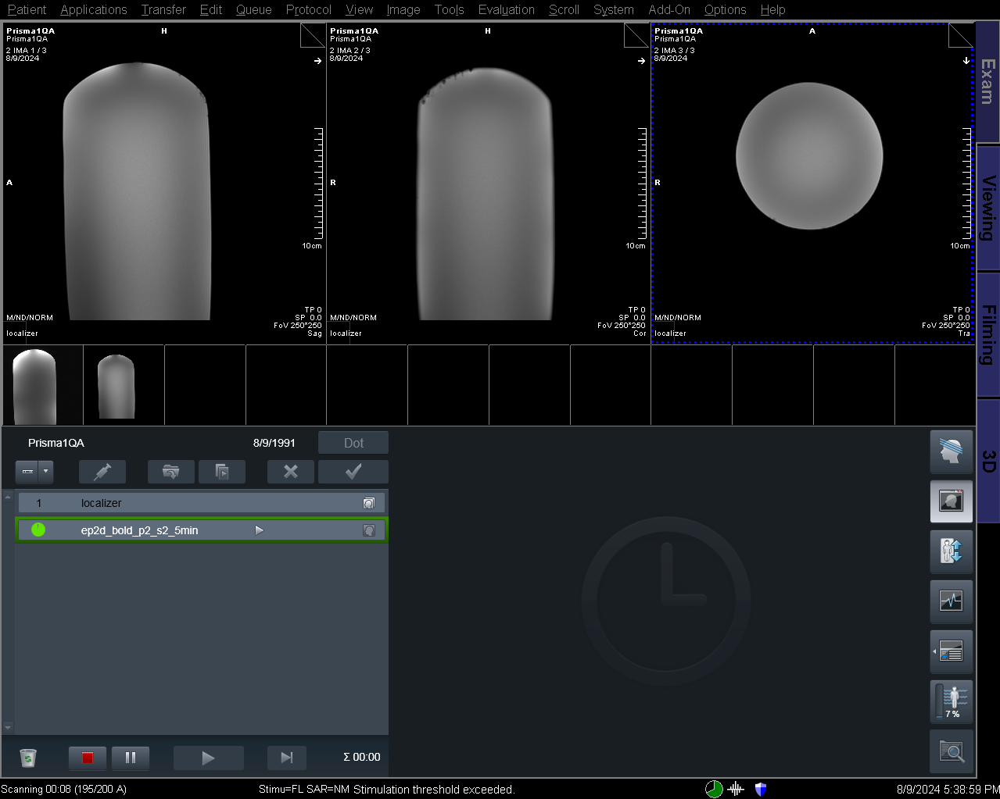 Patient Applications Transfer Edit Queue Protocol View Image Tools Evaluation Scroll System Add-On Options Help
Prisma1QA
Prisma1QA
2 IMA 1 / 3
8/9/2024
H
A
10cm
TP 0
SP 0.0
FoV 250*250
Sag
M/ND/NORM
localizer
Prisma1QA
Prisma1QA
2 IMA 2 / 3
8/9/2024
H
R
10cm
TP 0
SP 0.0
FoV 250*250
Cor
M/ND/NORM
localizer
Prisma1QA
Prisma1QA
2 IMA 3 / 3
8/9/2024
A
R
10cm
TP 0
SP 0.0
FoV 250*250
Tra
M/ND/NORM
localizer
Exam
Viewing
Filming
3D
Prisma1QA 8/9/1991 Dot
1 localizer
ep2d_bold_p2_s2_5min
7 %
Σ 00:00
Scanning 00:08 (195/200 A) Stimu=FL SAR=NM Stimulation threshold exceeded. 8/9/2024 5:38:59 PM